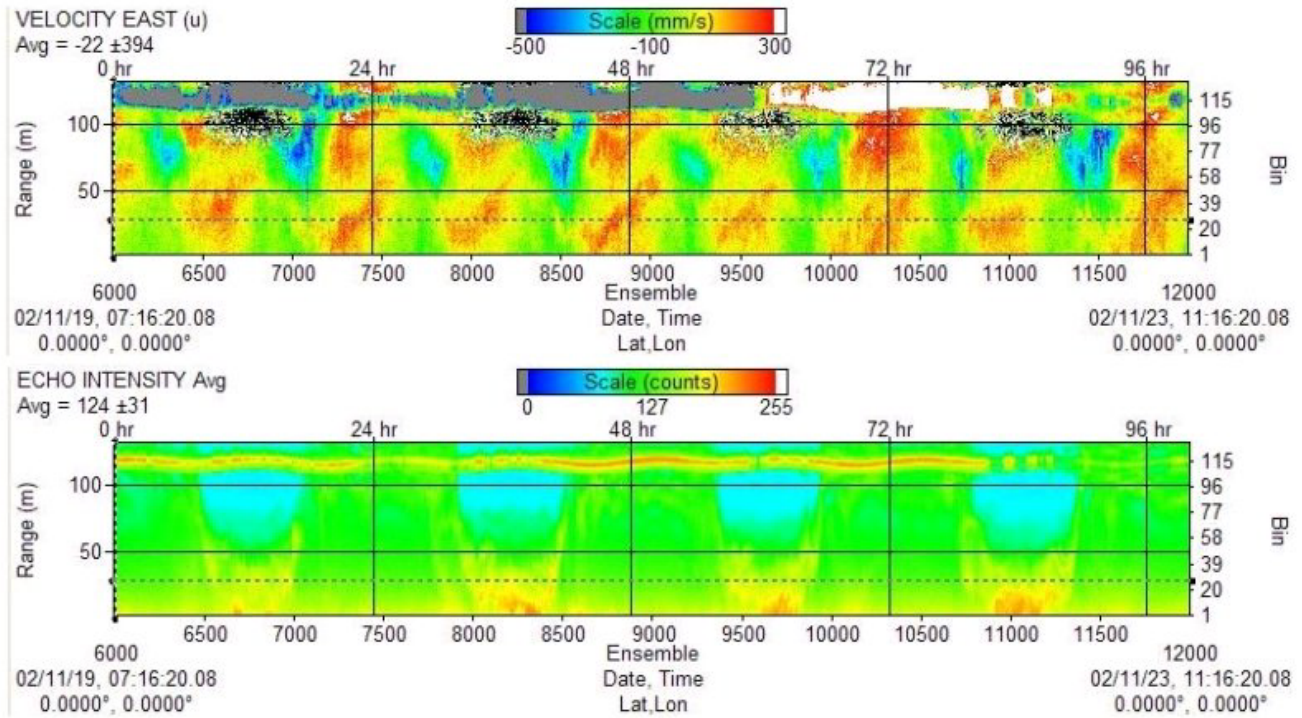 VELOCITY EAST (u)
Avg = -22 ±394
Scale (mm/s)
-500 -100 300
0 hr 24 hr 48 hr 72 hr 96 hr
Range (m)
100
50
115
96
77
58
39
20
1
Bin
6500 7000 7500 8000 8500 9000 9500 10000 10500 11000 11500
6000 Ensemble 12000
02/11/19, 07:16:20.08 Date, Time 02/11/23, 11:16:20.08
0.0000°, 0.0000° Lat,Lon 0.0000°, 0.0000°
ECHO INTENSITY Avg
Avg = 124 ±31
Scale (counts)
0 127 255
0 hr 24 hr 48 hr 72 hr 96 hr
Range (m)
100
50
115
96
77
58
39
20
1
Bin
6500 7000 7500 8000 8500 9000 9500 10000 10500 11000 11500
6000 Ensemble 12000
02/11/19, 07:16:20.08 Date, Time 02/11/23, 11:16:20.08
0.0000°, 0.0000° Lat,Lon 0.0000°, 0.0000°